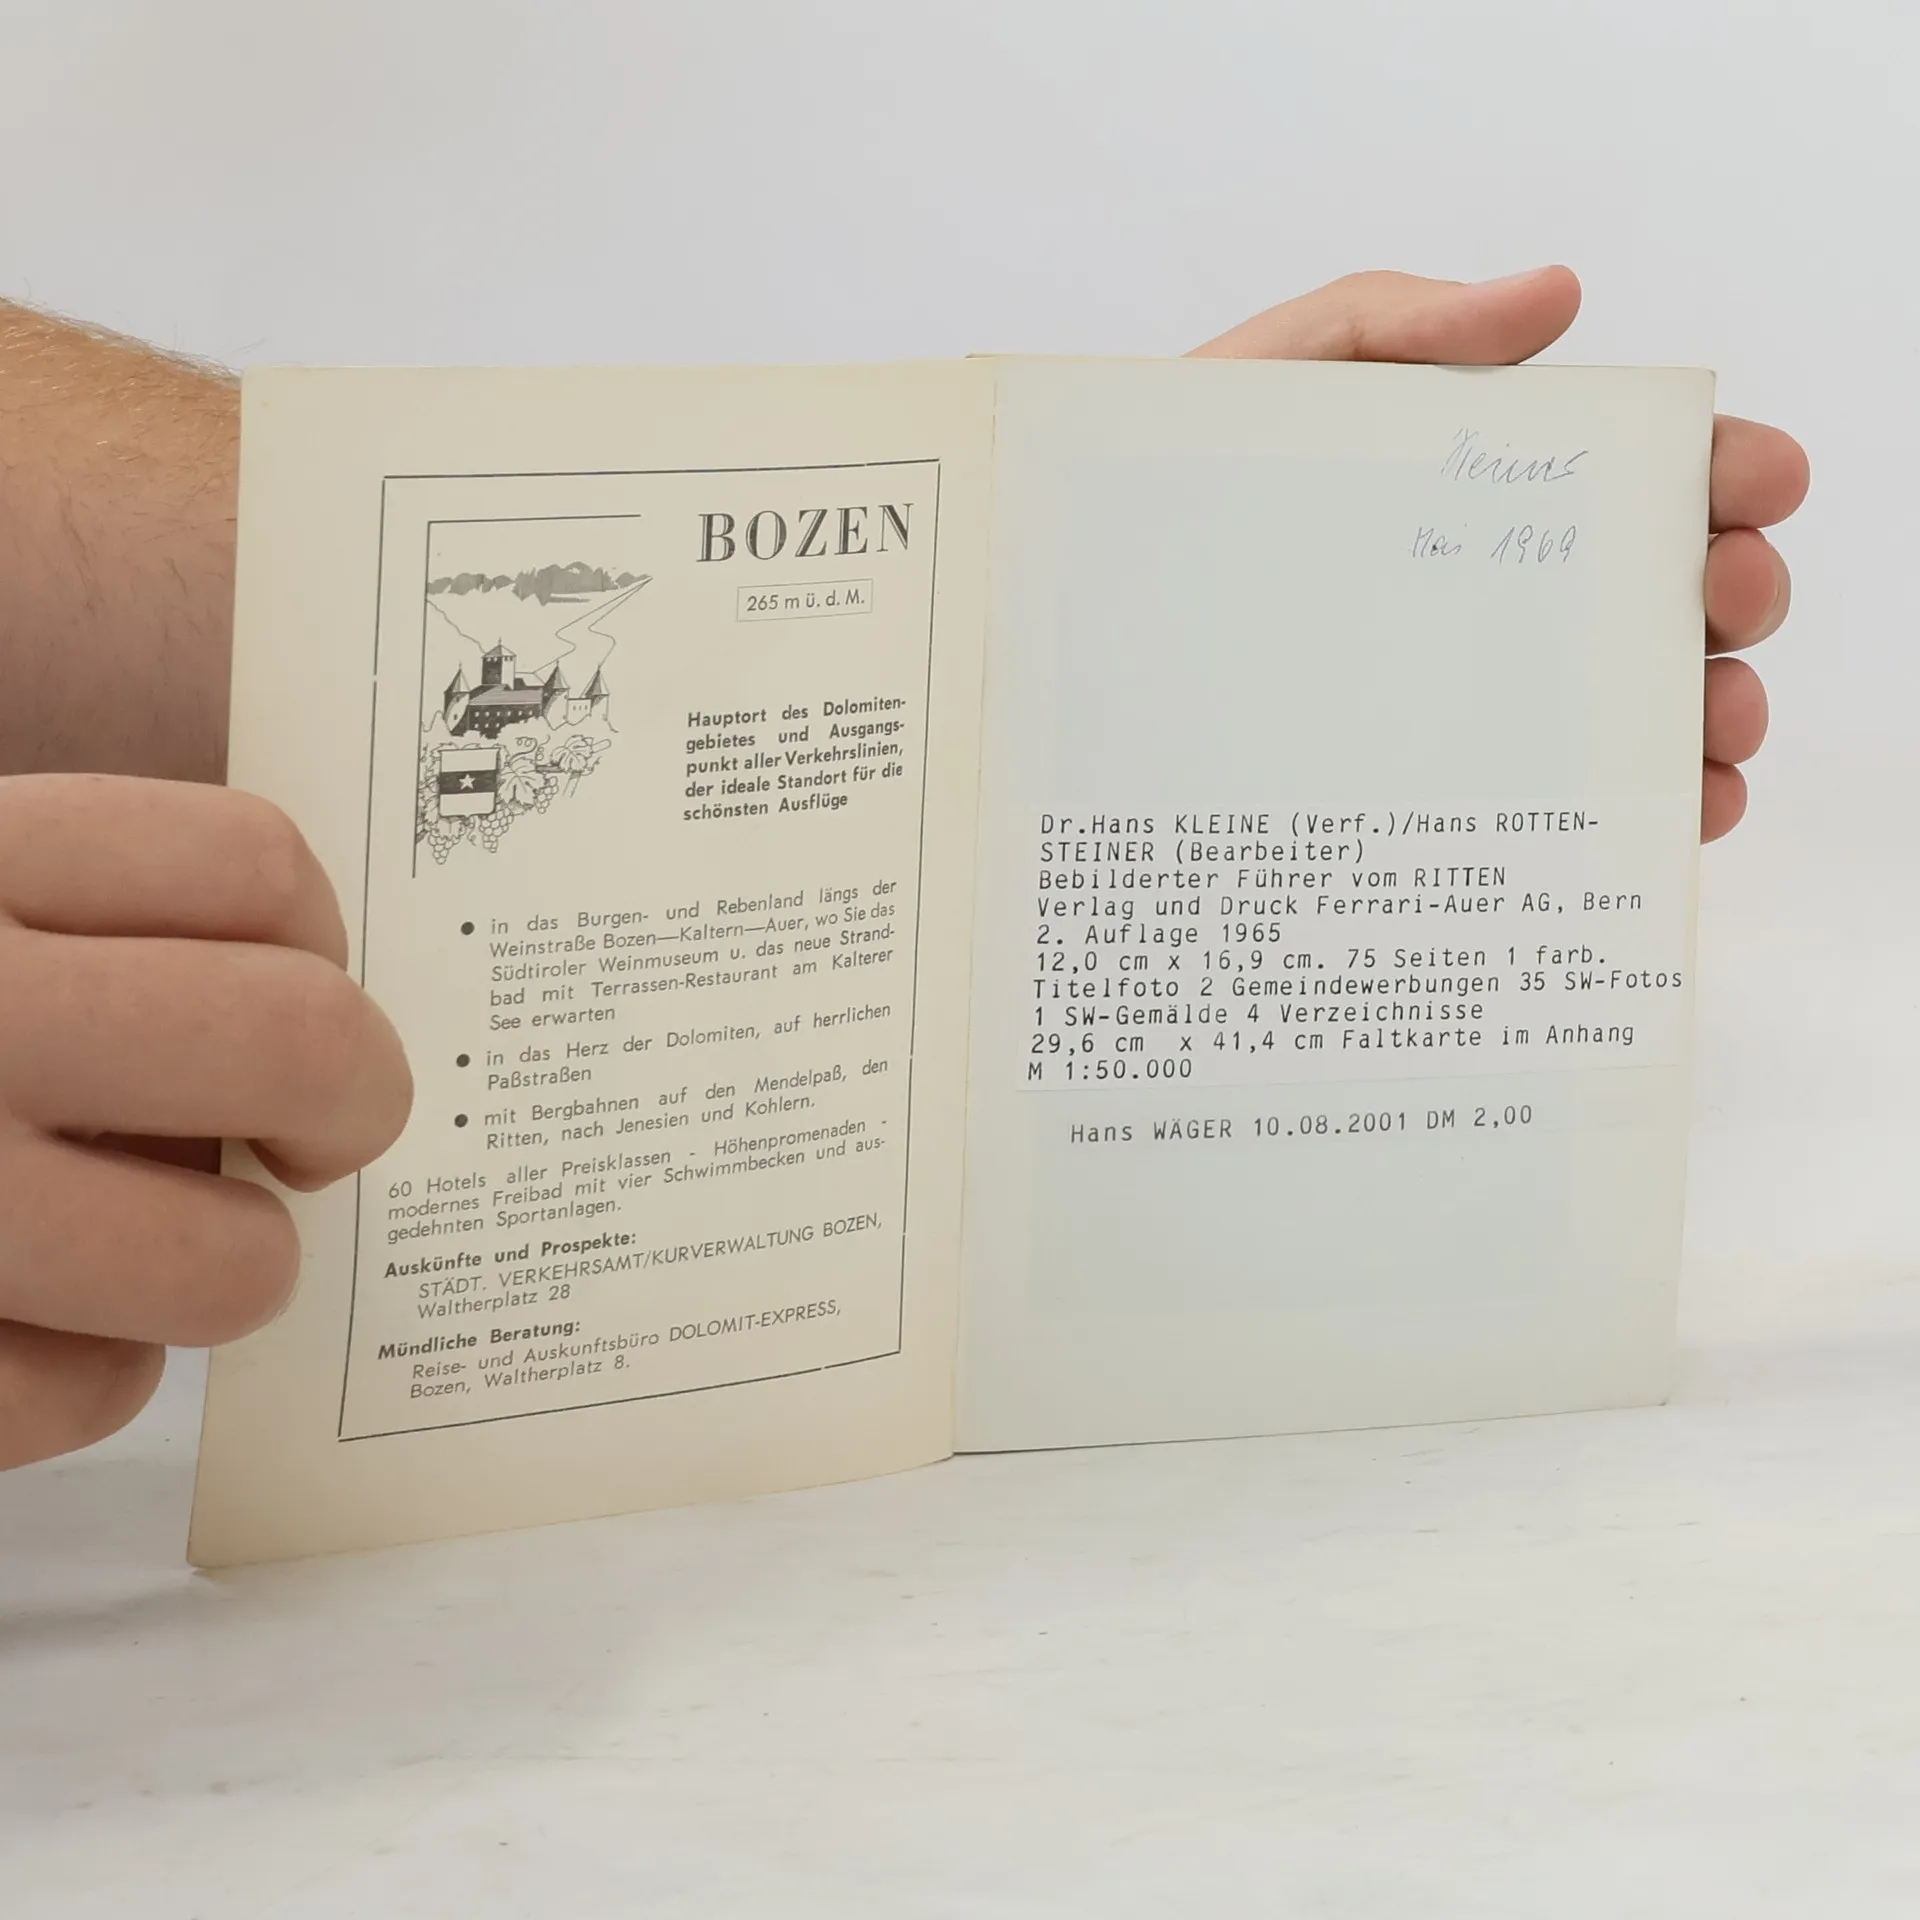 BOZEN
265 m ü. d. M.
Hauptort des Dolomiten-
gebietes und Ausgangs-
punkt aller Verkehrslinien,
der ideale Standort für die
schönsten Ausflüge
● in das Burgen- und Rebenland längs der
Weinstraße Bozen—Kaltern—Auer, wo Sie das
Südtiroler Weinmuseum u. das neue Strand-
bad mit Terrassen-Restaurant am Kalterer
See erwarten
● in das Herz der Dolomiten, auf herrlichen
Paßstraßen
● mit Bergbahnen auf den Mendelpaß, den
Ritten, nach Jenesien und Kohlern.
60 Hotels aller Preisklassen - Höhenpromenaden -
modernes Freibad mit vier Schwimmbecken und aus-
gedehnten Sportanlagen.
Auskünfte und Prospekte:
STÄDT. VERKEHRSAMT/KURVERWALTUNG BOZEN,
Waltherplatz 28
Mündliche Beratung:
Reise- und Auskunftsbüro DOLOMIT-EXPRESS,
Bozen, Waltherplatz 8.
Mai 1969
Dr.Hans KLEINE (Verf.)/Hans ROTTEN-
STEINER (Bearbeiter)
Bebilderter Führer vom RITTEN
Verlag und Druck Ferrari-Auer AG, Bern
2. Auflage 1965
12,0 cm x 16,9 cm. 75 Seiten 1 farb.
Titelfoto 2 Gemeindewerbungen 35 SW-Fotos
1 SW-Gemälde 4 Verzeichnisse
29,6 cm x 41,4 cm Faltkarte im Anhang
M 1:50.000
Hans WÄGER 10.08.2001 DM 2,00